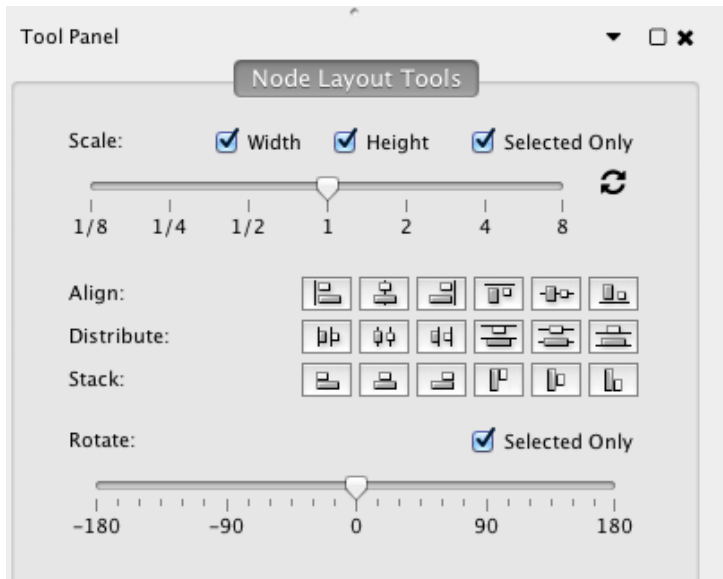 Tool Panel
Node Layout Tools
Scale: Width Height Selected Only
1/8 1/4 1/2 1 2 4 8
Align:
Distribute:
Stack:
Rotate: Selected Only
-180 -90 0 90 180